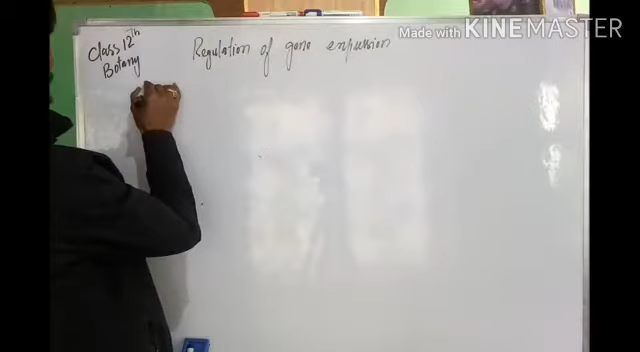 Made with KINEMASTER
Class 12th
Botany
Regulation of gene expression